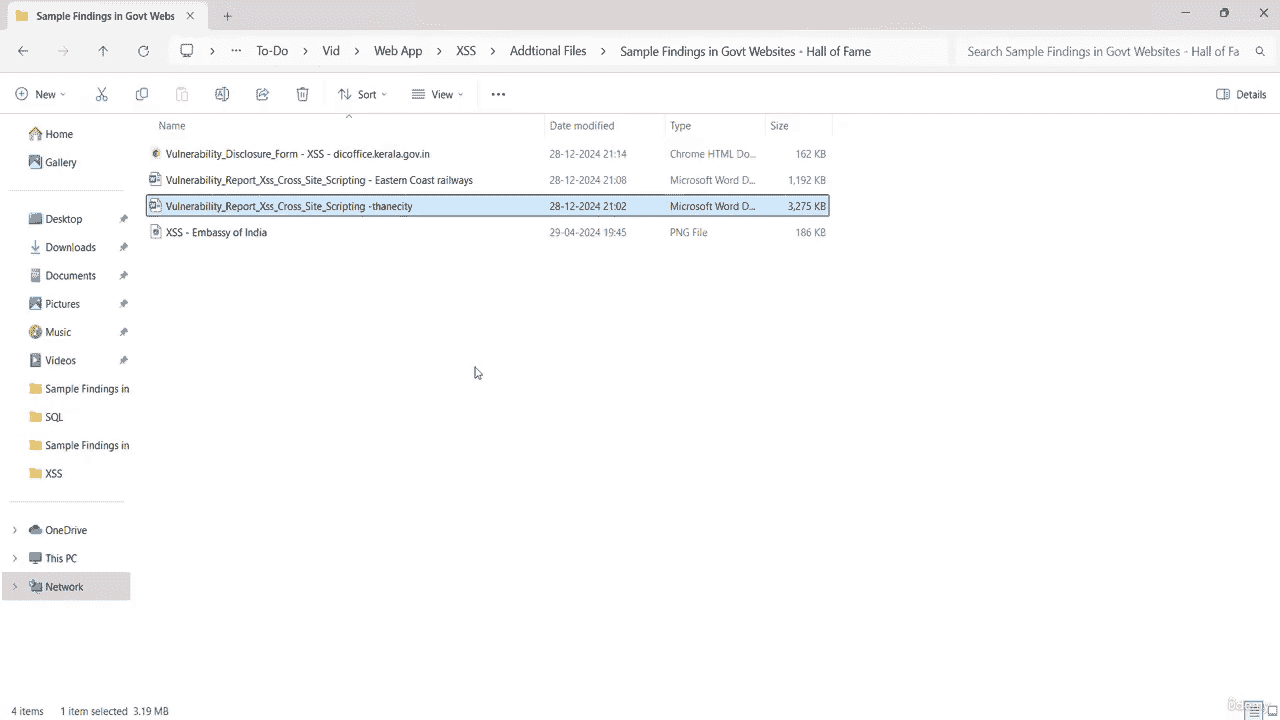 Sample Findings in Govt Webs
To-Do Vid Web App XSS Addtional Files Sample Findings in Govt Websites - Hall of Fame Search Sample Findings in Govt Websites - Hall of Fa
New Sort View Details
Name Date modified Type Size
Home
Gallery
Desktop
Downloads
Documents
Pictures
Music
Videos
Sample Findings in
SQL
Sample Findings in
XSS
OneDrive
This PC
Network
Vulnerability_Disclosure_Form - XSS - dicoffice.kerala.gov.in 28-12-2024 21:14 Chrome HTML Do... 162 KB
Vulnerability_Report_Xss_Cross_Site_Scripting - Eastern Coast railways 28-12-2024 21:08 Microsoft Word D... 1,192 KB
Vulnerability_Report_Xss_Cross_Site_Scripting -thanecity 28-12-2024 21:02 Microsoft Word D... 3,275 KB
XSS - Embassy of India 29-04-2024 19:45 PNG File 186 KB
4 items 1 item selected 3.19 MB